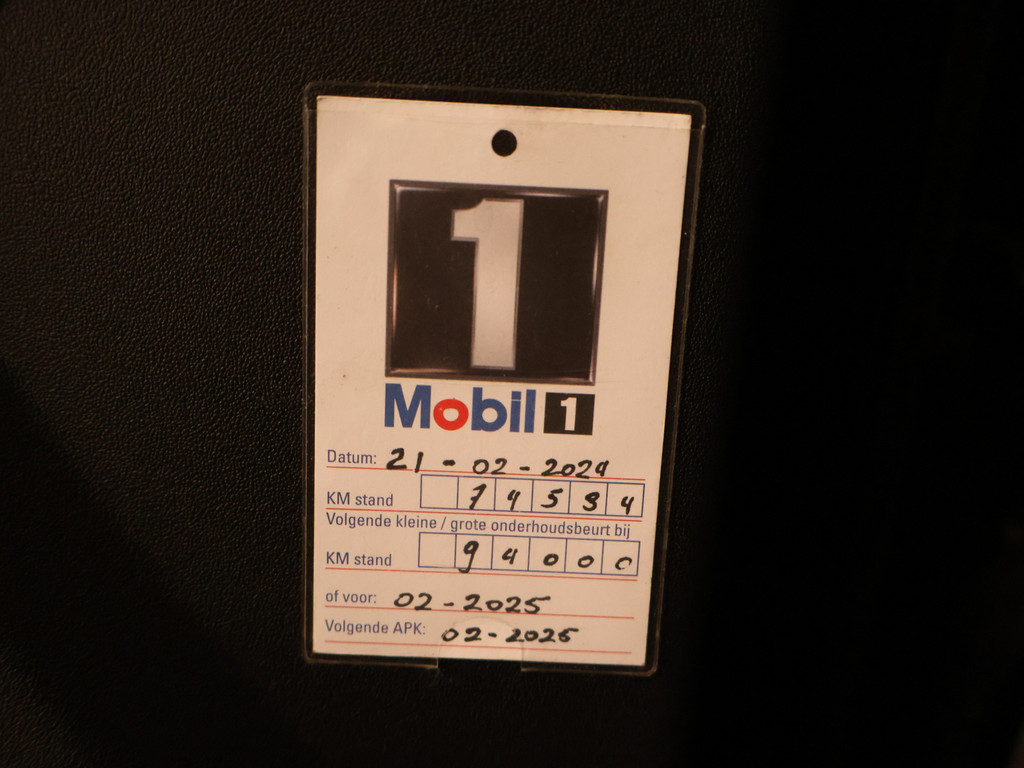 1
Mobil 1
Datum: 21-02-2024
KM stand 74534
Volgende kleine / grote onderhoudsbeurt bij
KM stand 94000
of voor: 02-2025
Volgende APK: 02-2025